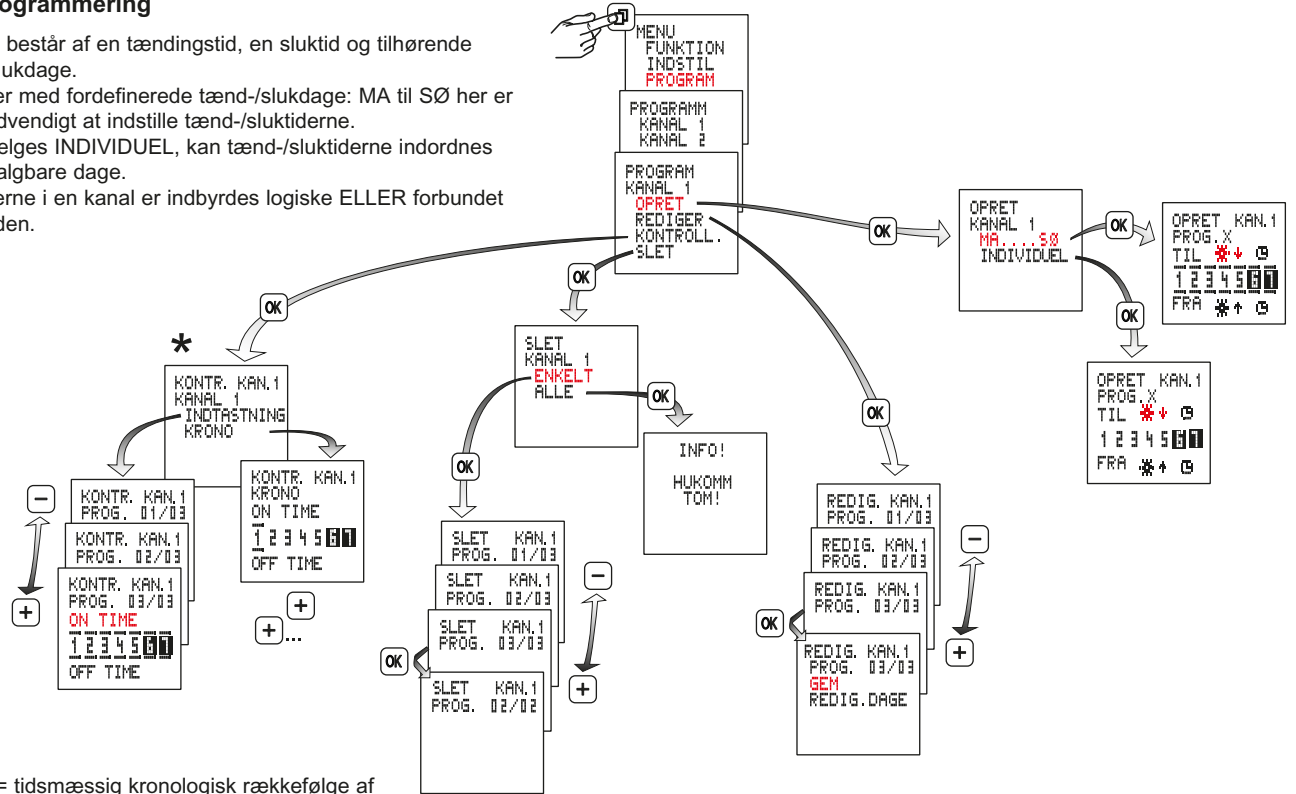 ogrammering
består af en tændingstid, en sluktid og tilhørende
lukdage.
er med fordefinerede tænd-/slukdage: MA til SØ her er
dvendigt at indstille tænd-/sluktiderne.
elges INDIVIDUEL, kan tænd-/sluktiderne indordnes
algbare dage.
erne i en kanal er indbyrdes logiske ELLER forbundet
den.
MENU
FUNKTION
INDSTIL
PROGRAM
PROGRAMM
KANAL 1
KANAL 2
PROGRAM
KANAL 1
OPRET
REDIGER
KONTROLL.
SLET
OK
OPRET
KANAL 1
MA....SØ
INDIVIDUEL
OK
OPRET KAN.1
PROG.X
TIL
1 2 3 4 5 6 7
FRA
OK
OPRET KAN.1
PROG.X
TIL
1 2 3 4 5 6 7
FRA
OK
*
KONTR. KAN.1
KANAL 1
INDTASTNING
KRONO
KONTR. KAN.1
PROG. 01/03
KONTR. KAN.1
PROG. 02/03
KONTR. KAN.1
PROG. 03/03
ON TIME
1 2 3 4 5 6 7
OFF TIME
−
+
KONTR. KAN.1
KRONO
ON TIME
1 2 3 4 5 6 7
OFF TIME
+
+...
OK
SLET
KANAL 1
ENKELT
ALLE
OK
INFO!
HUKOMM
TOM!
OK
SLET KAN.1
PROG. 01/03
SLET KAN.1
PROG. 02/03
SLET KAN.1
PROG. 03/03
OK
SLET KAN.1
PROG. 02/02
−
+
OK
REDIG. KAN.1
PROG. 01/03
REDIG. KAN.1
PROG. 02/03
REDIG. KAN.1
PROG. 03/03
OK
REDIG. KAN.1
PROG. 03/03
GEM
REDIG.DAGE
−
+
= tidsmæssig kronologisk rækkefølge af